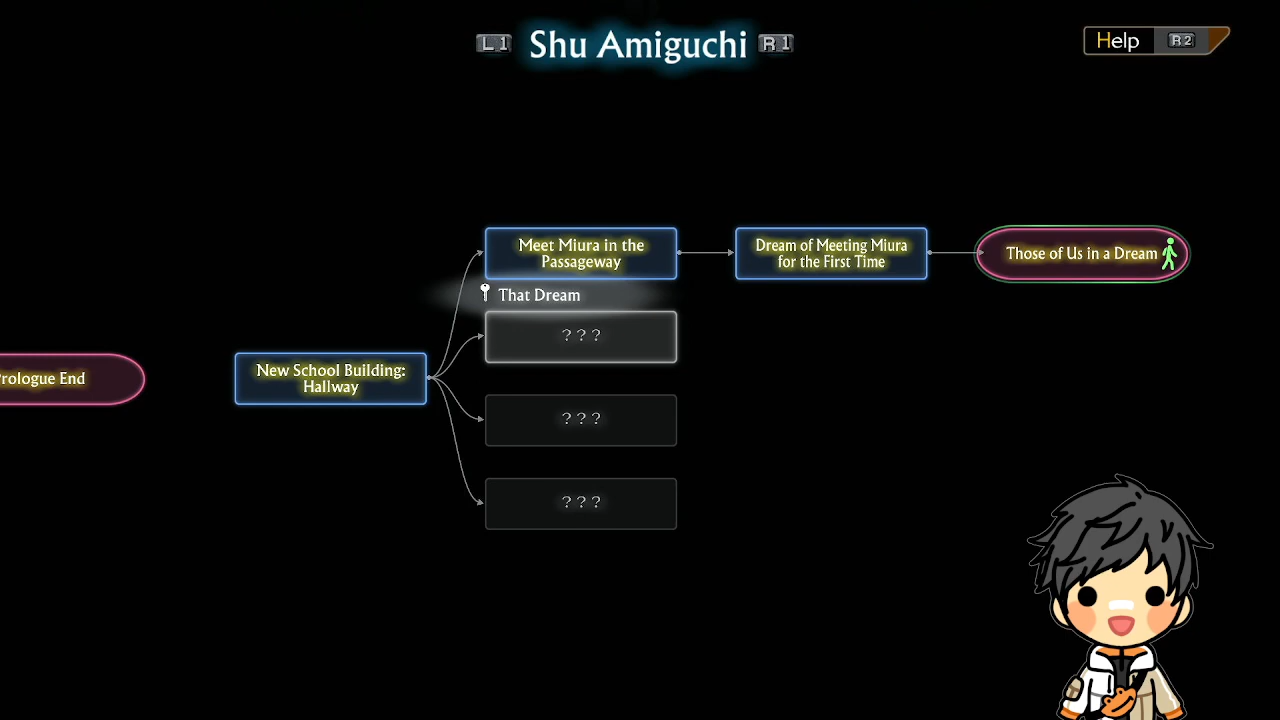 L1 Shu Amiguchi R1
Help R2
Meet Miura in the
Passageway
Dream of Meeting Miura
for the First Time
Those of Us in a Dream
That Dream
? ? ?
rologue End
New School Building:
Hallway
? ? ?
? ? ?